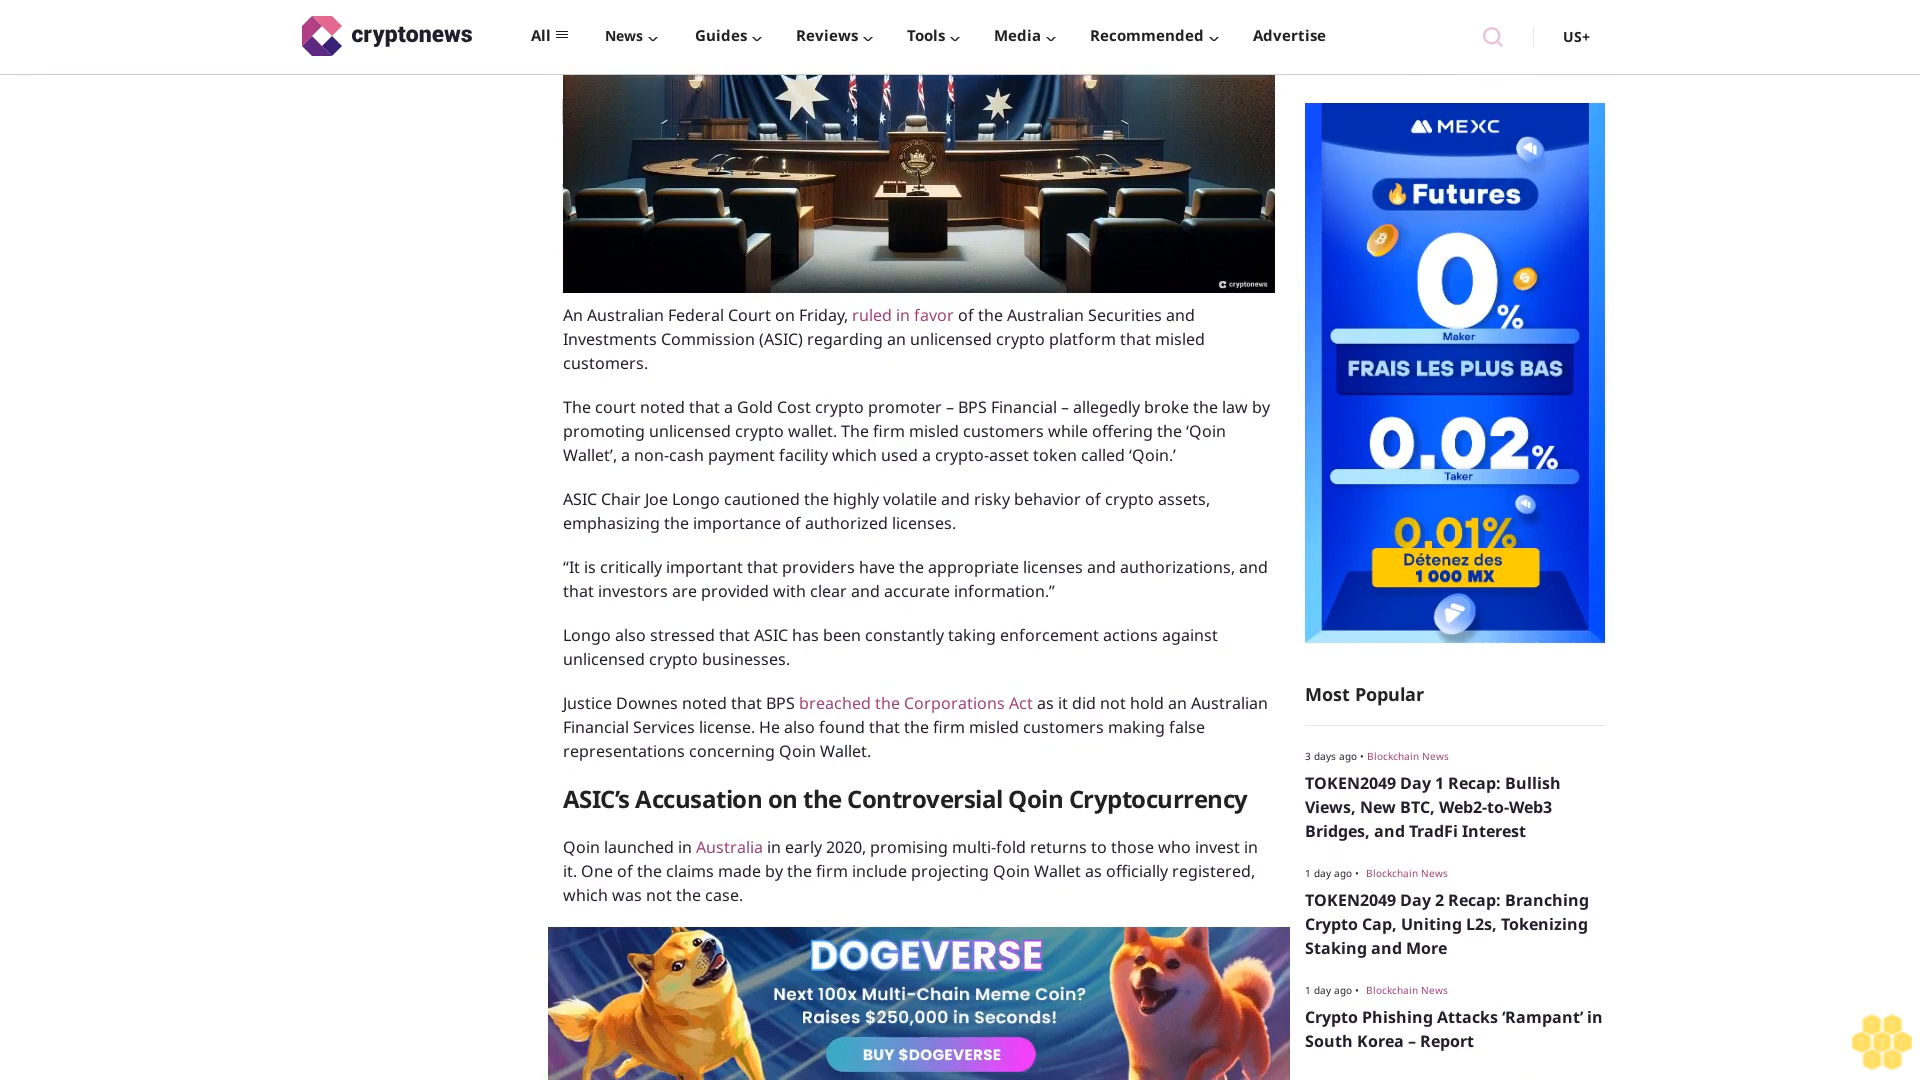 cryptonews
All
News
Guides
Reviews
Tools
Media
Recommended
Advertise
US+
cryptonews
An Australian Federal Court on Friday, ruled in favor of the Australian Securities and
Investments Commission (ASIC) regarding an unlicensed crypto platform that misled
customers.
The court noted that a Gold Cost crypto promoter – BPS Financial – allegedly broke the law by
promoting unlicensed crypto wallet. The firm misled customers while offering the ‘Qoin
Wallet’, a non-cash payment facility which used a crypto-asset token called ‘Qoin.’
ASIC Chair Joe Longo cautioned the highly volatile and risky behavior of crypto assets,
emphasizing the importance of authorized licenses.
“It is critically important that providers have the appropriate licenses and authorizations, and
that investors are provided with clear and accurate information.”
Longo also stressed that ASIC has been constantly taking enforcement actions against
unlicensed crypto businesses.
Justice Downes noted that BPS breached the Corporations Act as it did not hold an Australian
Financial Services license. He also found that the firm misled customers making false
representations concerning Qoin Wallet.
ASIC’s Accusation on the Controversial Qoin Cryptocurrency
Qoin launched in Australia in early 2020, promising multi-fold returns to those who invest in
it. One of the claims made by the firm include projecting Qoin Wallet as officially registered,
which was not the case.
DOGEVERSE
Next 100x Multi-Chain Meme Coin?
Raises $250,000 in Seconds!
BUY $DOGEVERSE
MEXC
Futures
0%
Maker
FRAIS LES PLUS BAS
0.02%
Taker
0.01%
Détenez des
1 000 MX
Most Popular
3 days ago • Blockchain News
TOKEN2049 Day 1 Recap: Bullish
Views, New BTC, Web2-to-Web3
Bridges, and TradFi Interest
1 day ago • Blockchain News
TOKEN2049 Day 2 Recap: Branching
Crypto Cap, Uniting L2s, Tokenizing
Staking and More
1 day ago • Blockchain News
Crypto Phishing Attacks ‘Rampant’ in
South Korea – Report